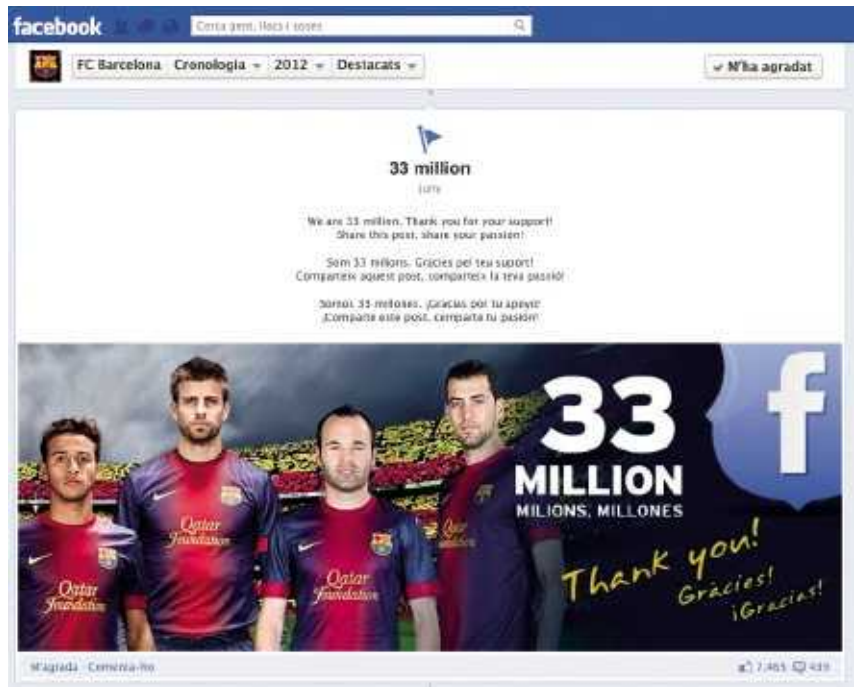 facebook
Cerca gent, llocs i coses
FC Barcelona Cronologia 2012 Destacats
N'ha agradat
33 million
juny
We are 33 million. Thank you for your support!
Share this post, share your passion!
Som 33 milions. Gràcies pel teu suport!
Comparteix aquest post, comparteix la teva passió!
Somos 33 millones. ¡Gracias por tu apoyo!
¡Comparte este post, comparte tu pasión!
33
MILLION
MILIONS, MILLONES
Thank you!
Gràcies!
¡Gracias!
f
Qatar
Foundation
Qatar
Foundation
Qatar
Foundation
Qatar
M'agrada · Comenta-ho
7.465